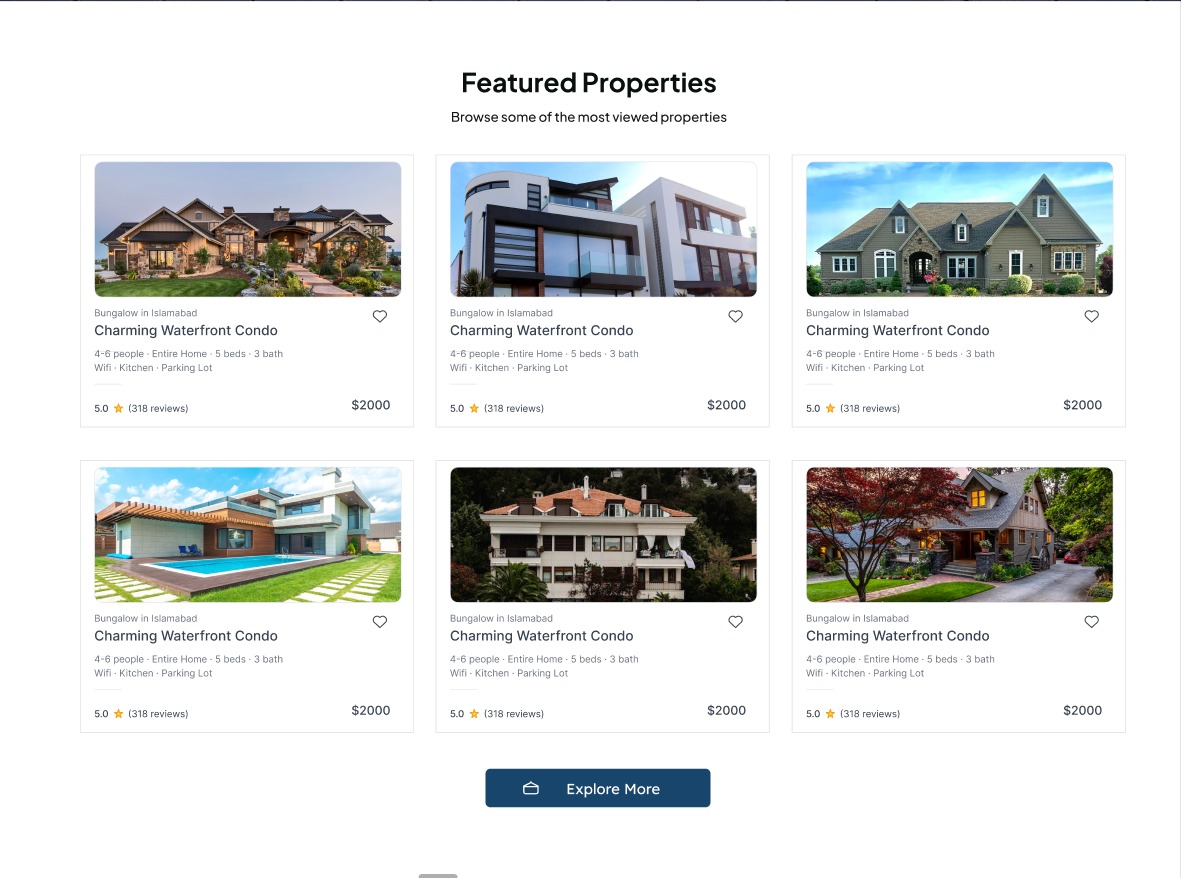 Featured Properties
Browse some of the most viewed properties
Bungalow in Islamabad
Charming Waterfront Condo
4-6 people · Entire Home · 5 beds · 3 bath
Wifi · Kitchen · Parking Lot
5.0 (318 reviews)
$2000
Bungalow in Islamabad
Charming Waterfront Condo
4-6 people · Entire Home · 5 beds · 3 bath
Wifi · Kitchen · Parking Lot
5.0 (318 reviews)
$2000
Bungalow in Islamabad
Charming Waterfront Condo
4-6 people · Entire Home · 5 beds · 3 bath
Wifi · Kitchen · Parking Lot
5.0 (318 reviews)
$2000
Bungalow in Islamabad
Charming Waterfront Condo
4-6 people · Entire Home · 5 beds · 3 bath
Wifi · Kitchen · Parking Lot
5.0 (318 reviews)
$2000
Bungalow in Islamabad
Charming Waterfront Condo
4-6 people · Entire Home · 5 beds · 3 bath
Wifi · Kitchen · Parking Lot
5.0 (318 reviews)
$2000
Bungalow in Islamabad
Charming Waterfront Condo
4-6 people · Entire Home · 5 beds · 3 bath
Wifi · Kitchen · Parking Lot
5.0 (318 reviews)
$2000
Explore More